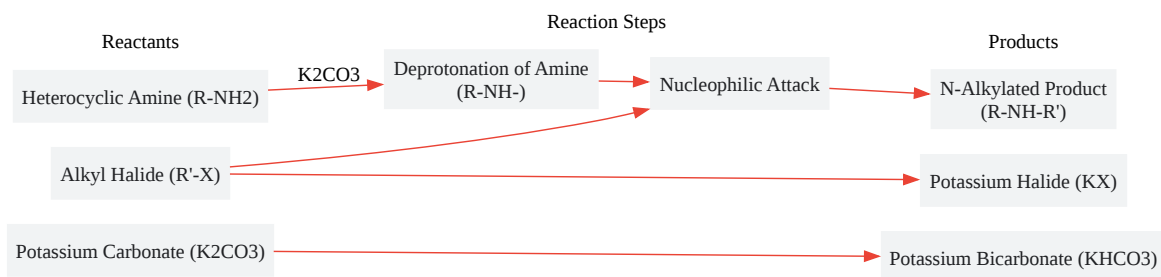 Reaction Steps
Reactants
Products
K2CO3
Heterocyclic Amine (R-NH2)
Deprotonation of Amine
(R-NH-)
Nucleophilic Attack
N-Alkylated Product
(R-NH-R')
Alkyl Halide (R'-X)
Potassium Halide (KX)
Potassium Carbonate (K2CO3)
Potassium Bicarbonate (KHCO3)